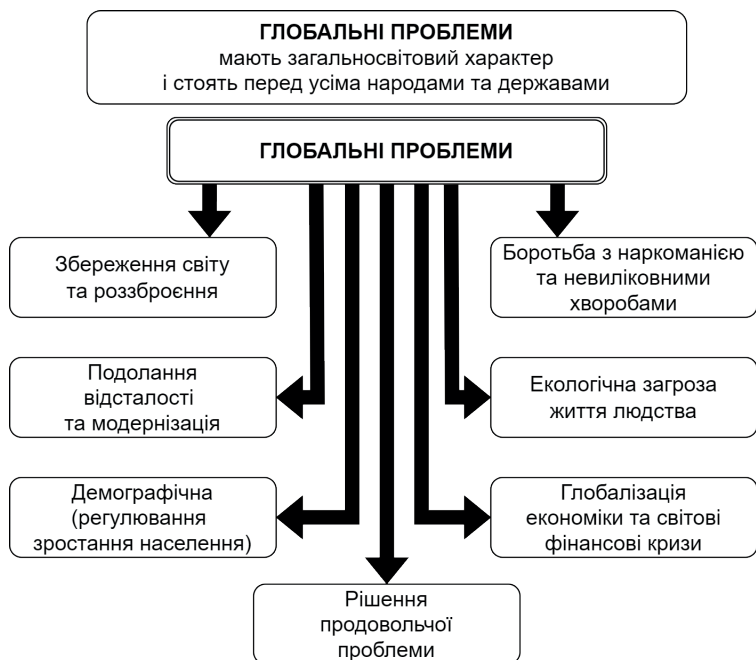 ГЛОБАЛЬНІ ПРОБЛЕМИ
мають загальносвітовий характер
і стоять перед усіма народами та державами
ГЛОБАЛЬНІ ПРОБЛЕМИ
Збереження світу
та роззброєння
Боротьба з наркоманією
та невиліковними
хворобами
Подолання
відсталості
та модернізація
Екологічна загроза
життя людства
Демографічна
(регулювання
зростання населення)
Глобалізація
економіки та світові
фінансові кризи
Рішення
продовольчої
проблеми